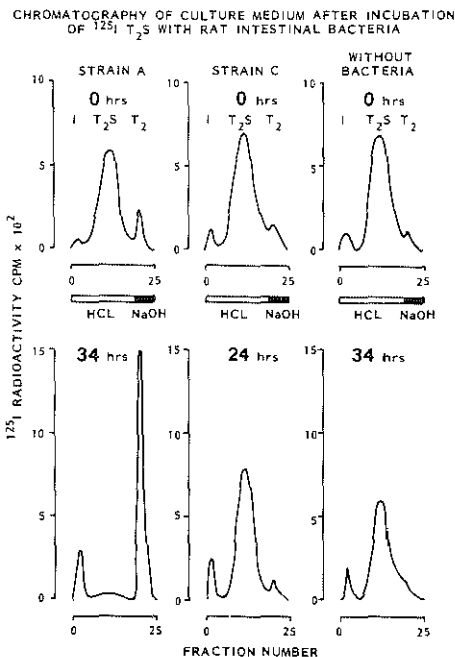 CHROMATOGRAPHY OF CULTURE MEDIUM AFTER INCUBATION
OF ¹²⁵I T₂S WITH RAT INTESTINAL BACTERIA
STRAIN A
STRAIN C
WITHOUT
BACTERIA
0 hrs
0 hrs
0 hrs
I T₂S T₂
I T₂S T₂
I T₂S T₂
10
5
0
10
5
0
10
5
0
0 25
0 25
0 25
HCL NaOH
HCL NaOH
HCL NaOH
¹²⁵I RADIOACTIVITY CPM × 10²
34 hrs
24 hrs
34 hrs
15
10
5
0
15
10
5
0
15
10
5
0
0 25
0 25
0 25
FRACTION NUMBER